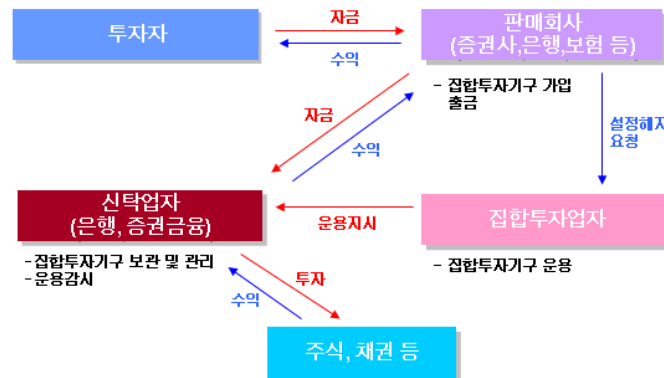 투자자
자금
수익
판매회사
(증권사,은행,보험 등)
- 집합투자기구 가입
출금
자금
수익
설정해지
요청
신탁업자
(은행, 증권금융)
운용지시
집합투자업자
-집합투자기구 보관 및 관리
-운용감시
- 집합투자기구 운용
투자
수익
주식, 채권 등